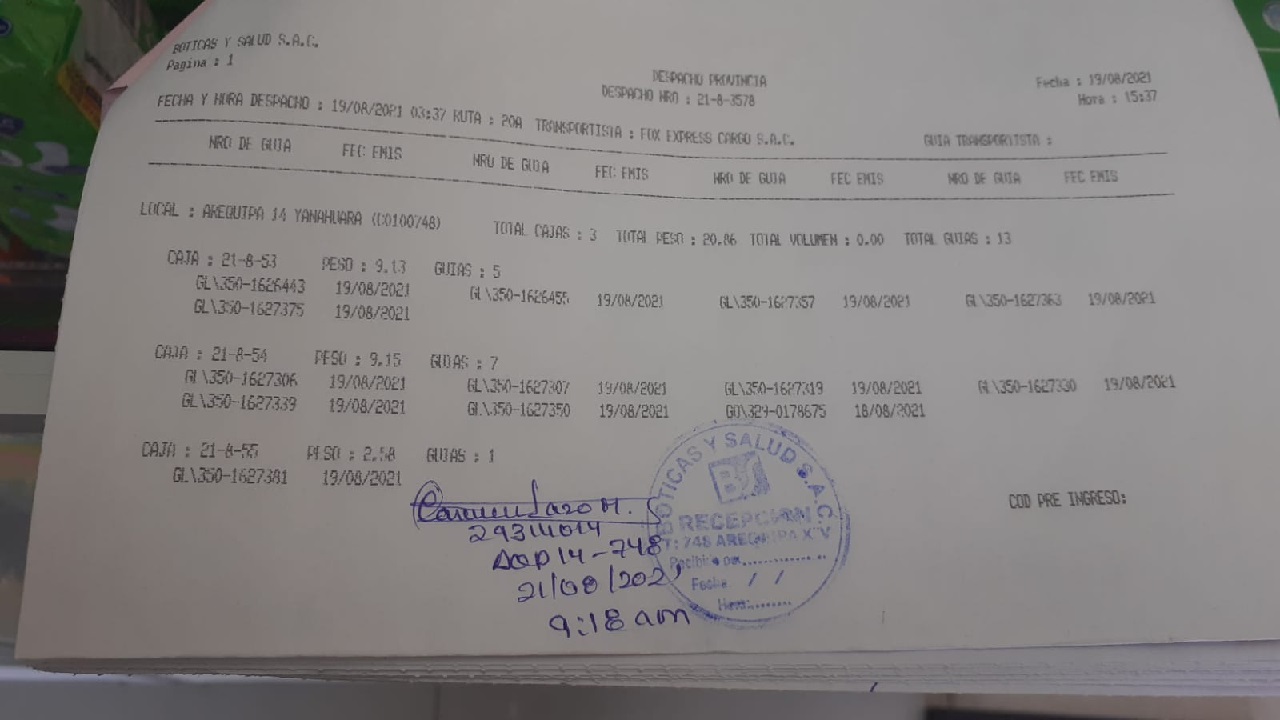 BOTICAS Y SALUD S.A.C.
Pagina : 1
DESPACHO PROVINCIA
DESPACHO NRO : 21-8-3578
Fecha : 19/08/2021
Hora : 15:37
FECHA Y HORA DESPACHO : 19/08/2021 03:37 RUTA : 20A TRANSPORTISTA : FOX EXPRESS CARGO S.A.C. GUIA TRANSPORTISTA :
NRO DE GUIA FEC EMIS NRO DE GUIA FEC EMIS NRO DE GUIA FEC EMIS NRO DE GUIA FEC EMIS
LOCAL : AREQUIPA 14 YANAHUARA (C0100748) TOTAL CAJAS : 3 TOTAL PESO : 20.86 TOTAL VOLUMEN : 0.00 TOTAL GUIAS : 13
CAJA : 21-8-53 PESO : 9.13 GUIAS : 5
GL\350-1626443 19/08/2021 GL\350-1626455 19/08/2021 GL\350-1627357 19/08/2021 GL\350-1627363 19/08/2021
GL\350-1627375 19/08/2021
CAJA : 21-8-54 PESO : 9.15 GUIAS : 7
GL\350-1627306 19/08/2021 GL\350-1627307 19/08/2021 GL\350-1627319 19/08/2021 GL\350-1627330 19/08/2021
GL\350-1627339 19/08/2021 GL\350-1627350 19/08/2021 GO\329-0178675 18/08/2021
CAJA : 21-8-55 PESO : 2.58 GUIAS : 1
GL\350-1627381 19/08/2021
COD PRE INGRESO:
29314014
AQP14-748
21/08/2021
9:18 am
BOTICAS Y SALUD S.A.C.
BS
RECEPCION
T: 748 AREQUIPA XIV
Recibido por
Fecha / /
Hora: